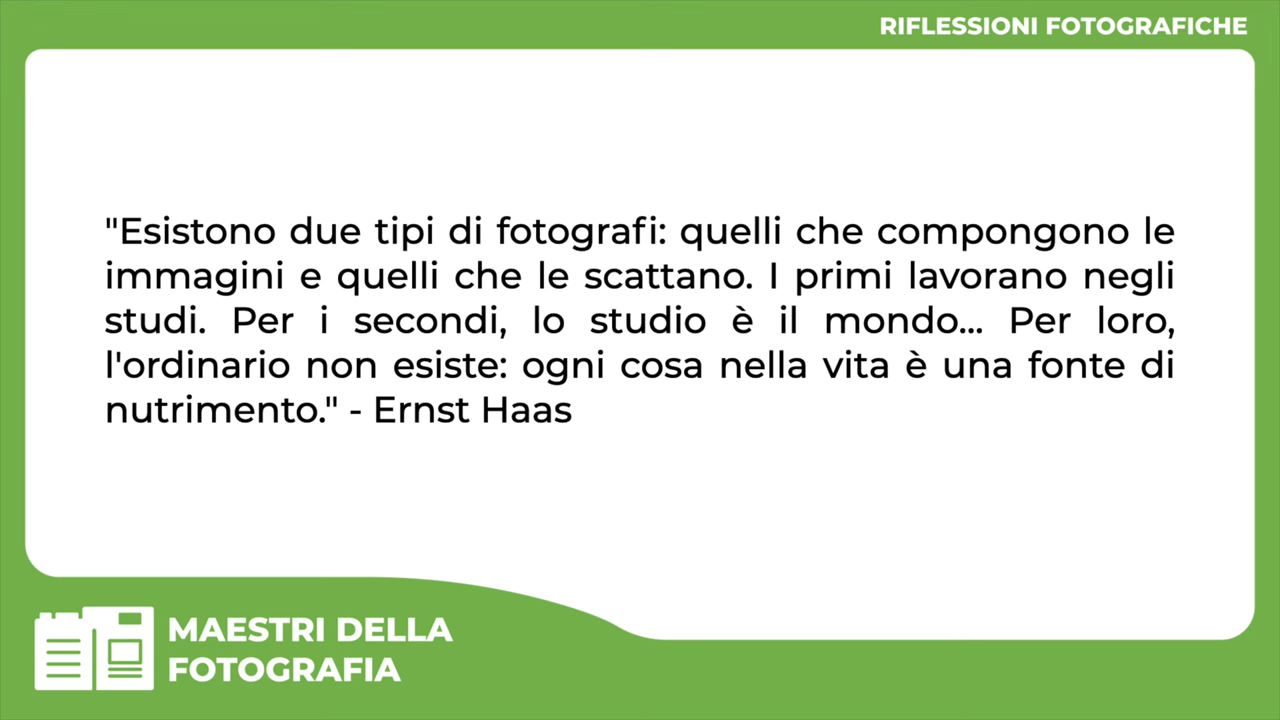 RIFLESSIONI FOTOGRAFICHE
"Esistono due tipi di fotografi: quelli che compongono le
immagini e quelli che le scattano. I primi lavorano negli
studi. Per i secondi, lo studio è il mondo... Per loro,
l'ordinario non esiste: ogni cosa nella vita è una fonte di
nutrimento." - Ernst Haas
MAESTRI DELLA
FOTOGRAFIA